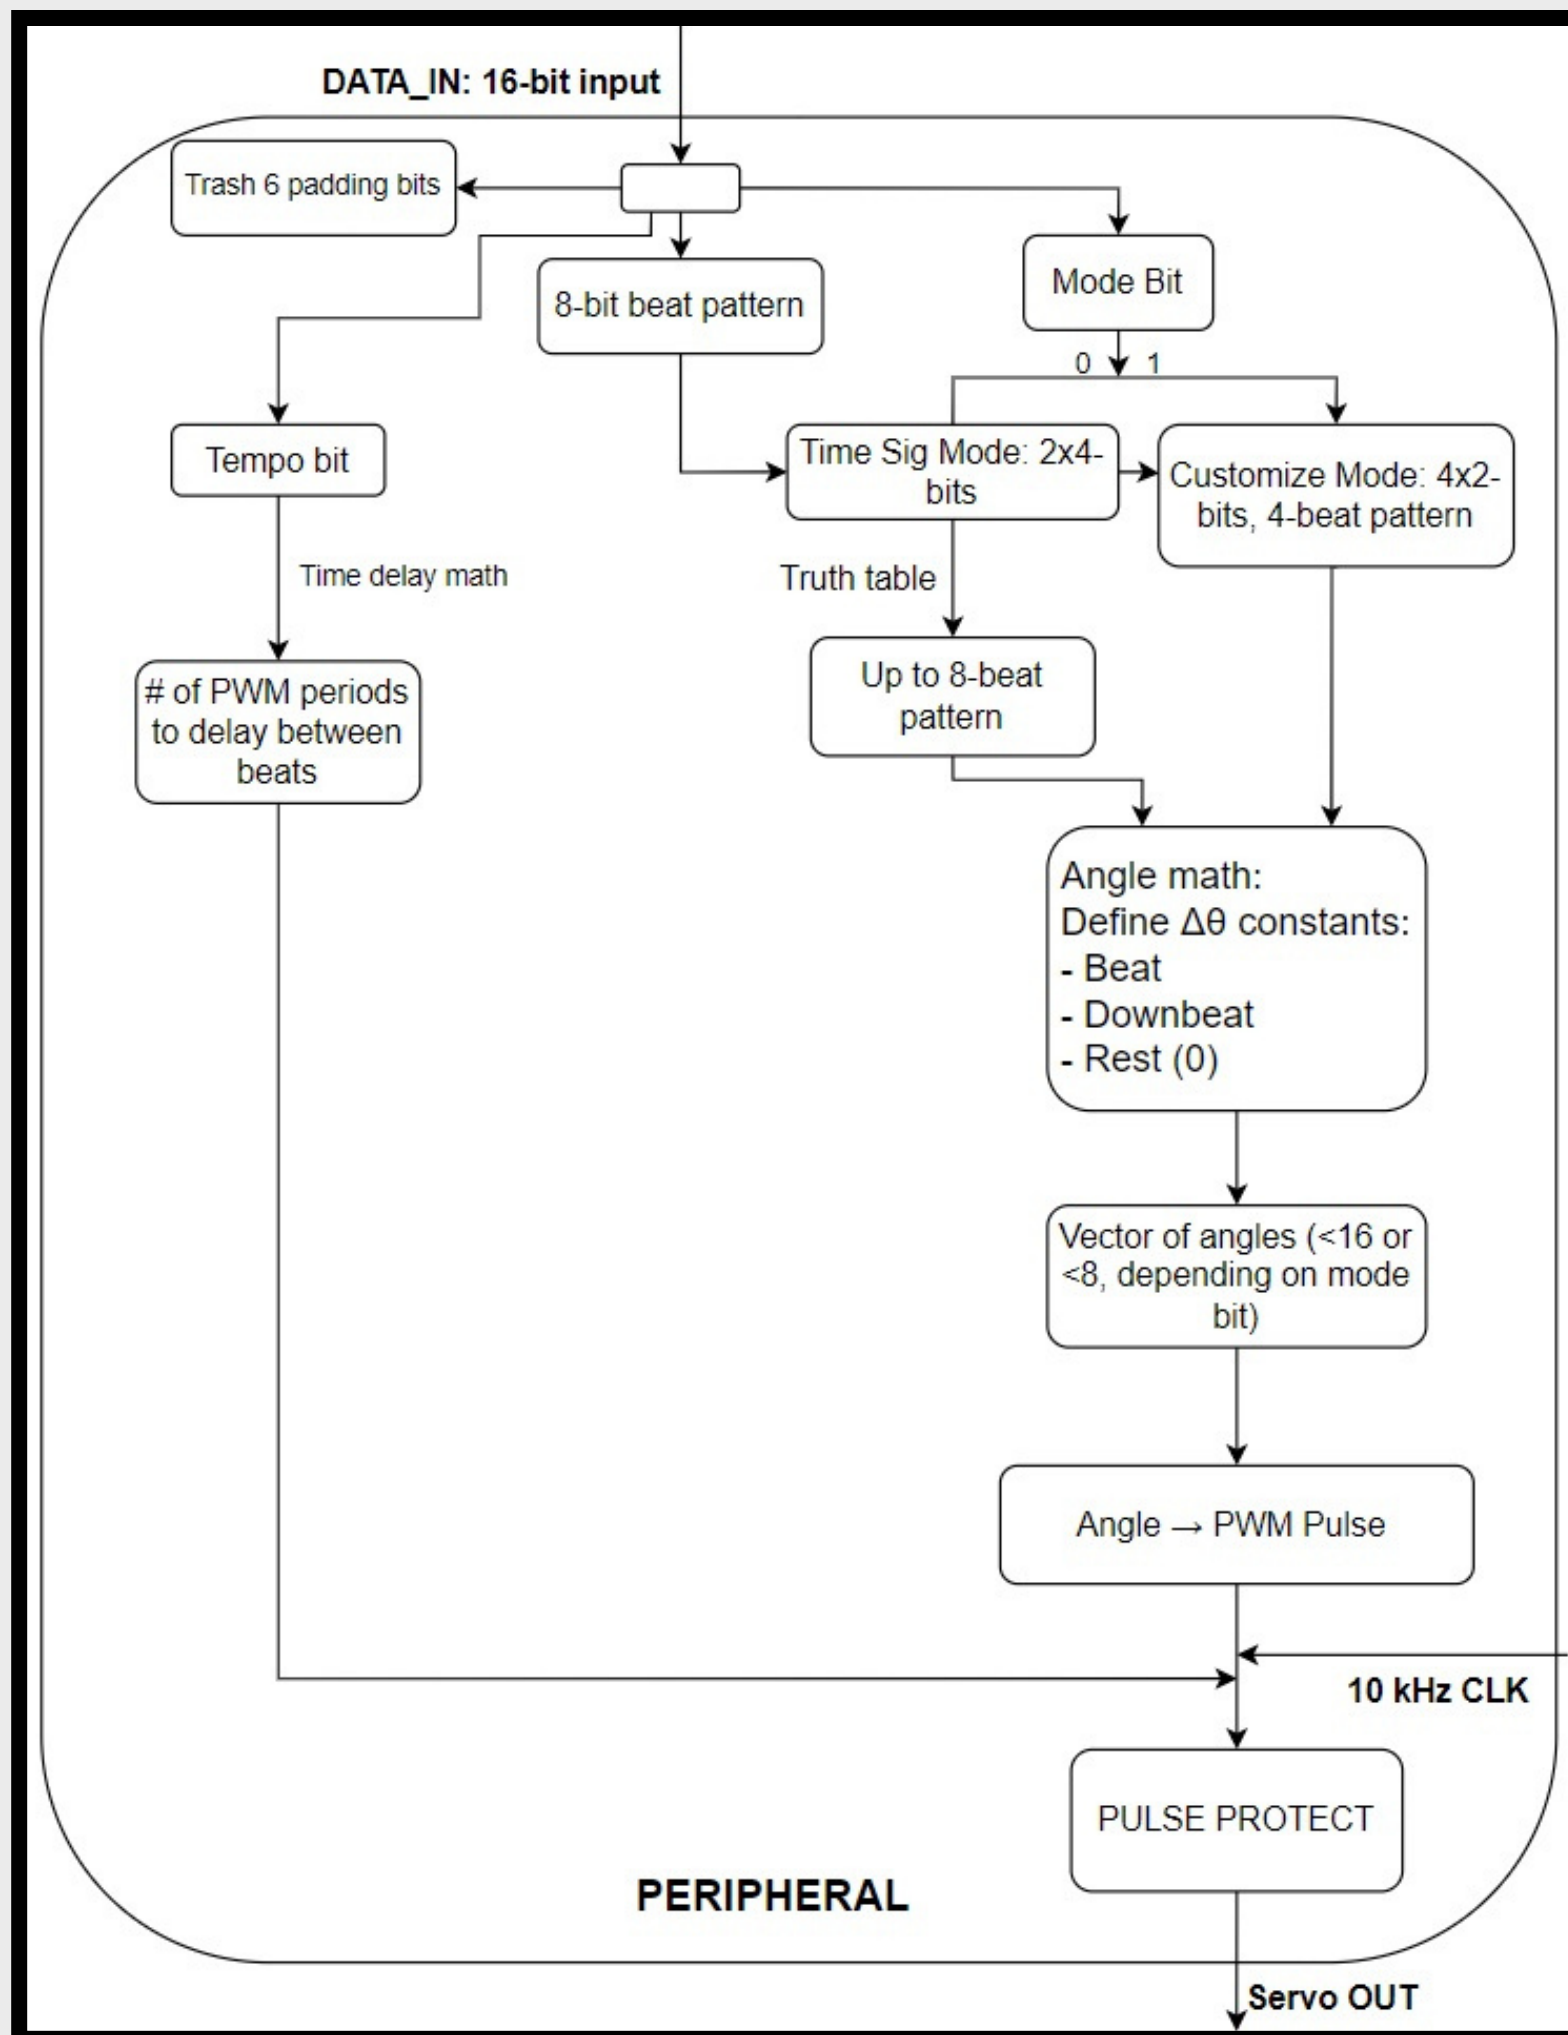 DATA_IN: 16-bit input
Trash 6 padding bits
8-bit beat pattern
Mode Bit
0
1
Tempo bit
Time Sig Mode: 2x4-
bits
Customize Mode: 4x2-
bits, 4-beat pattern
Time delay math
Truth table
# of PWM periods
to delay between
beats
Up to 8-beat
pattern
Angle math:
Define Δθ constants:
- Beat
- Downbeat
- Rest (0)
Vector of angles (<16 or
<8, depending on mode
bit)
Angle → PWM Pulse
10 kHz CLK
PULSE PROTECT
PERIPHERAL
Servo OUT